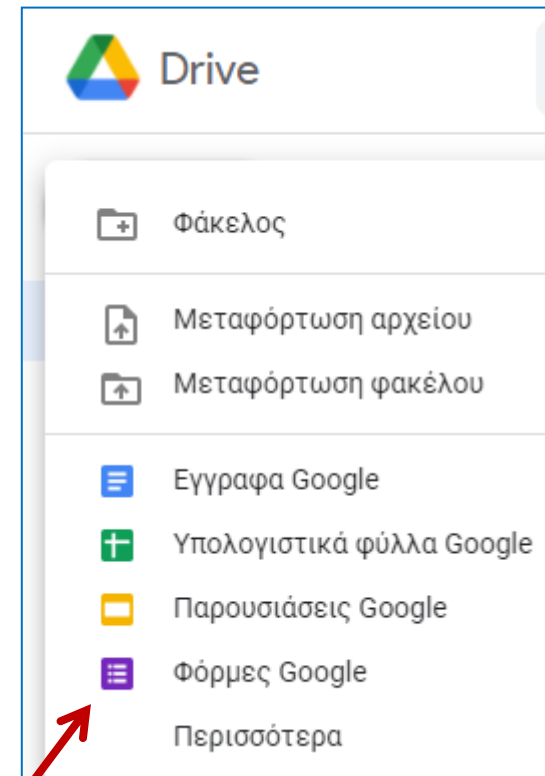 Drive
Φάκελος
Μεταφόρτωση αρχείου
Μεταφόρτωση φακέλου
Εγγραφα Google
Υπολογιστικά φύλλα Google
Παρουσιάσεις Google
Φόρμες Google
Περισσότερα